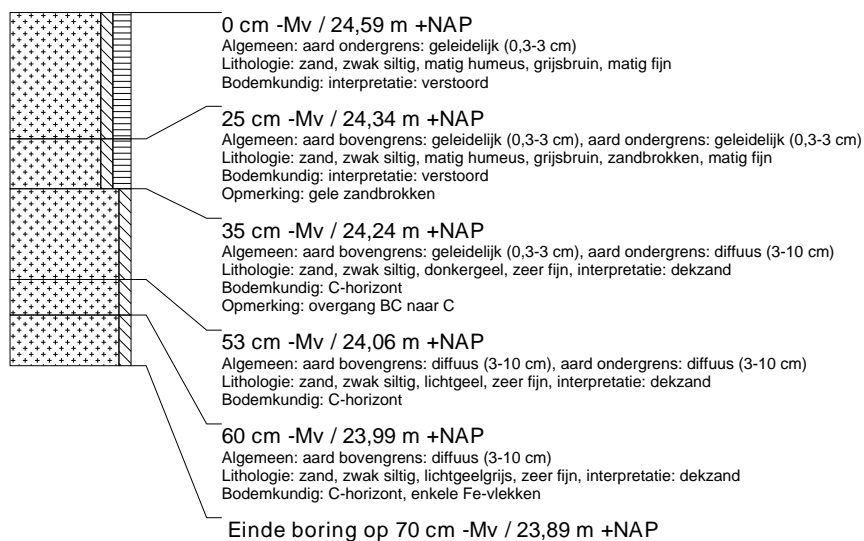 0 cm -Mv / 24,59 m +NAP
Algemeen: aard ondergrens: geleidelijk (0,3-3 cm)
Lithologie: zand, zwak siltig, matig humeus, grijsbruin, matig fijn
Bodemkundig: interpretatie: verstoord
25 cm -Mv / 24,34 m +NAP
Algemeen: aard bovengrens: geleidelijk (0,3-3 cm), aard ondergrens: geleidelijk (0,3-3 cm)
Lithologie: zand, zwak siltig, matig humeus, grijsbruin, zandbrokken, matig fijn
Bodemkundig: interpretatie: verstoord
Opmerking: gele zandbrokken
35 cm -Mv / 24,24 m +NAP
Algemeen: aard bovengrens: geleidelijk (0,3-3 cm), aard ondergrens: diffuus (3-10 cm)
Lithologie: zand, zwak siltig, donkergeel, zeer fijn, interpretatie: dekzand
Bodemkundig: C-horizont
Opmerking: overgang BC naar C
53 cm -Mv / 24,06 m +NAP
Algemeen: aard bovengrens: diffuus (3-10 cm), aard ondergrens: diffuus (3-10 cm)
Lithologie: zand, zwak siltig, lichtgeel, zeer fijn, interpretatie: dekzand
Bodemkundig: C-horizont
60 cm -Mv / 23,99 m +NAP
Algemeen: aard bovengrens: diffuus (3-10 cm)
Lithologie: zand, zwak siltig, lichtgeelgrijs, zeer fijn, interpretatie: dekzand
Bodemkundig: C-horizont, enkele Fe-vlekken
Einde boring op 70 cm -Mv / 23,89 m +NAP